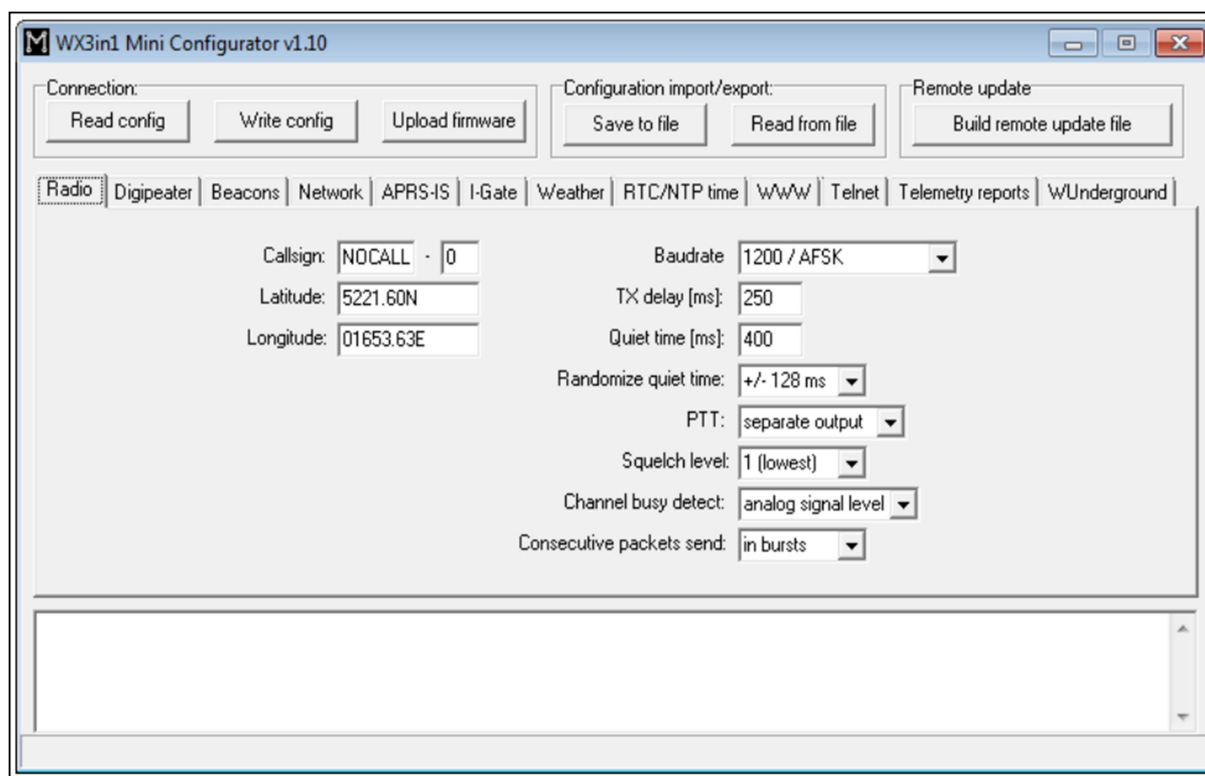 WX3in1 Mini Configurator v1.10
Connection:
Read config Write config Upload firmware
Configuration import/export:
Save to file Read from file
Remote update
Build remote update file
Radio Digipeater Beacons Network APRS-IS I-Gate Weather RTC/NTP time WWW Telnet Telemetry reports WUnderground
Callsign: NOCALL - 0
Latitude: 5221.60N
Longitude: 01653.63E
Baudrate 1200 / AFSK
TX delay [ms]: 250
Quiet time [ms]: 400
Randomize quiet time: +/- 128 ms
PTT: separate output
Squelch level: 1 (lowest)
Channel busy detect: analog signal level
Consecutive packets send: in bursts